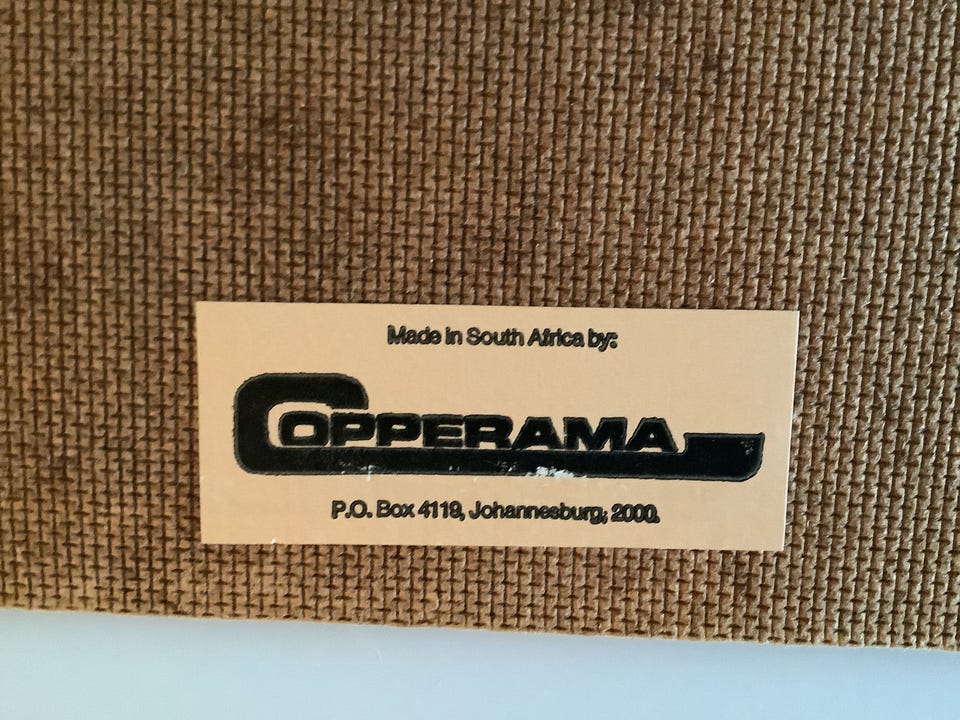 Made in South Africa by:
COPPERAMA
P.O. Box 4119, Johannesburg, 2000.